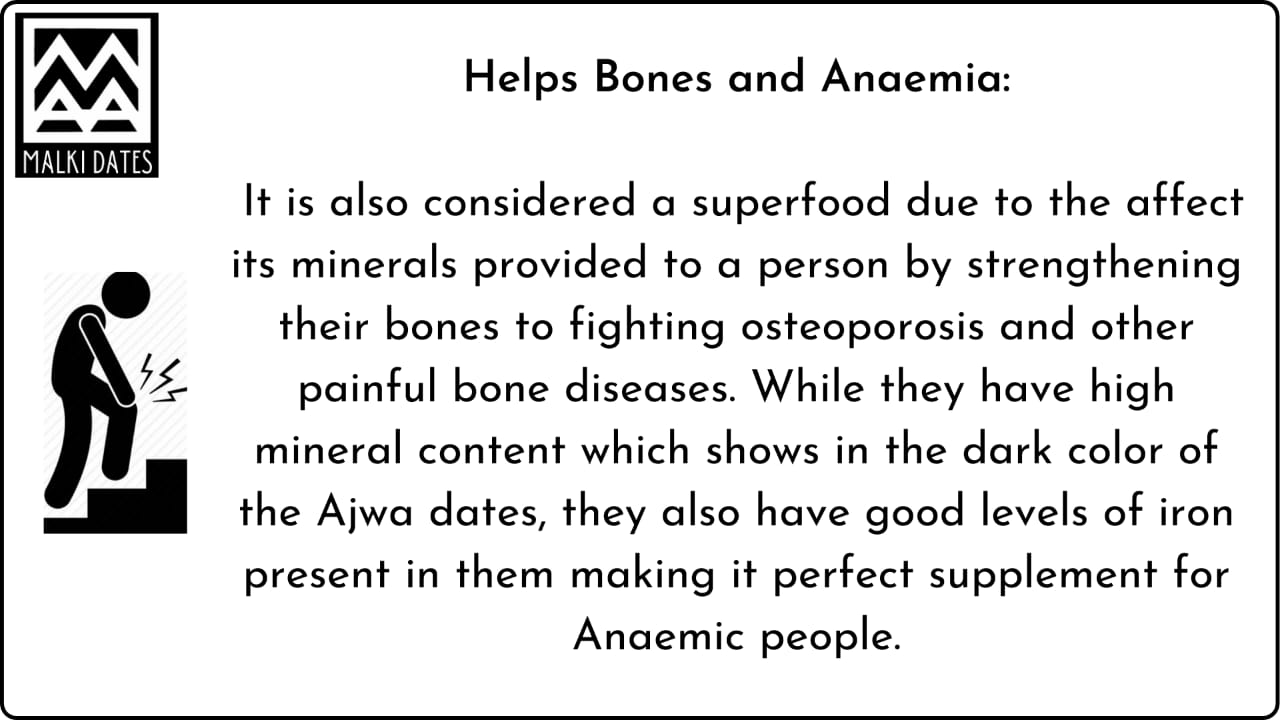 MALKI DATES
Helps Bones and Anaemia:
It is also considered a superfood due to the affect
its minerals provided to a person by strengthening
their bones to fighting osteoporosis and other
painful bone diseases. While they have high
mineral content which shows in the dark color of
the Ajwa dates, they also have good levels of iron
present in them making it perfect supplement for
Anaemic people.